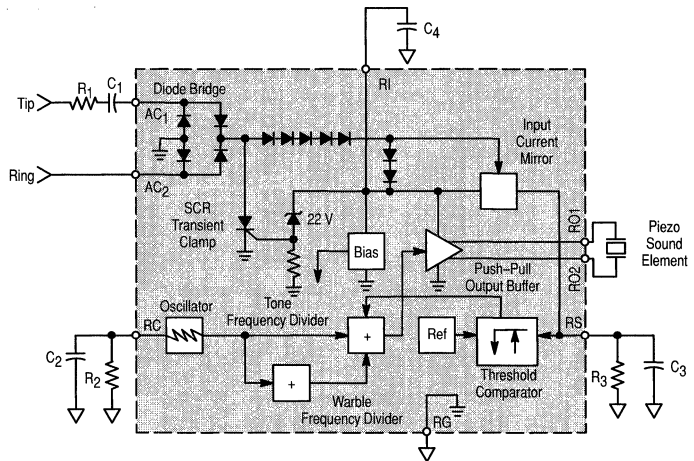 C4
RI
R1
C1
Diode Bridge
Tip
AC1
Input
Current
Mirror
Ring
AC2
SCR
Transient
Clamp
22 V
RO1
Piezo
Sound
Element
Bias
RO2
Push–Pull
Output Buffer
Oscillator
Tone
Frequency Divider
RC
+
Ref
RS
C2
R2
+
Warble
Frequency Divider
Threshold
Comparator
R3
C3
RG